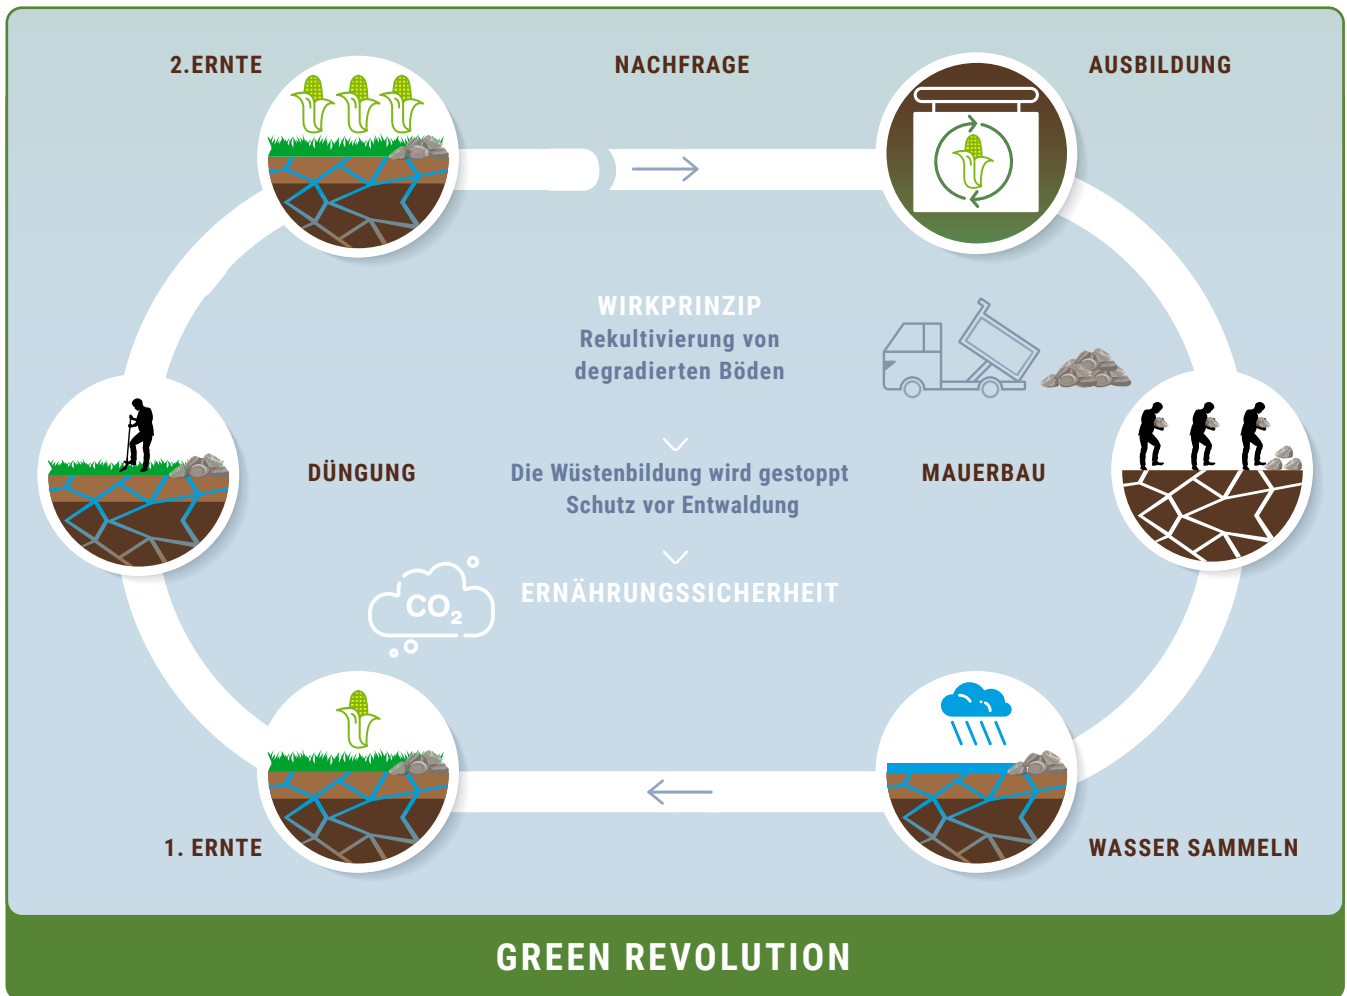 2.ERNTE
NACHFRAGE
AUSBILDUNG
WIRKPRINZIP
Rekultivierung von
degradierten Böden
DÜNGUNG
Die Wüstenbildung wird gestoppt
Schutz vor Entwaldung
MAUERBAU
CO₂
ERNÄHRUNGSSICHERHEIT
1. ERNTE
WASSER SAMMELN
GREEN REVOLUTION